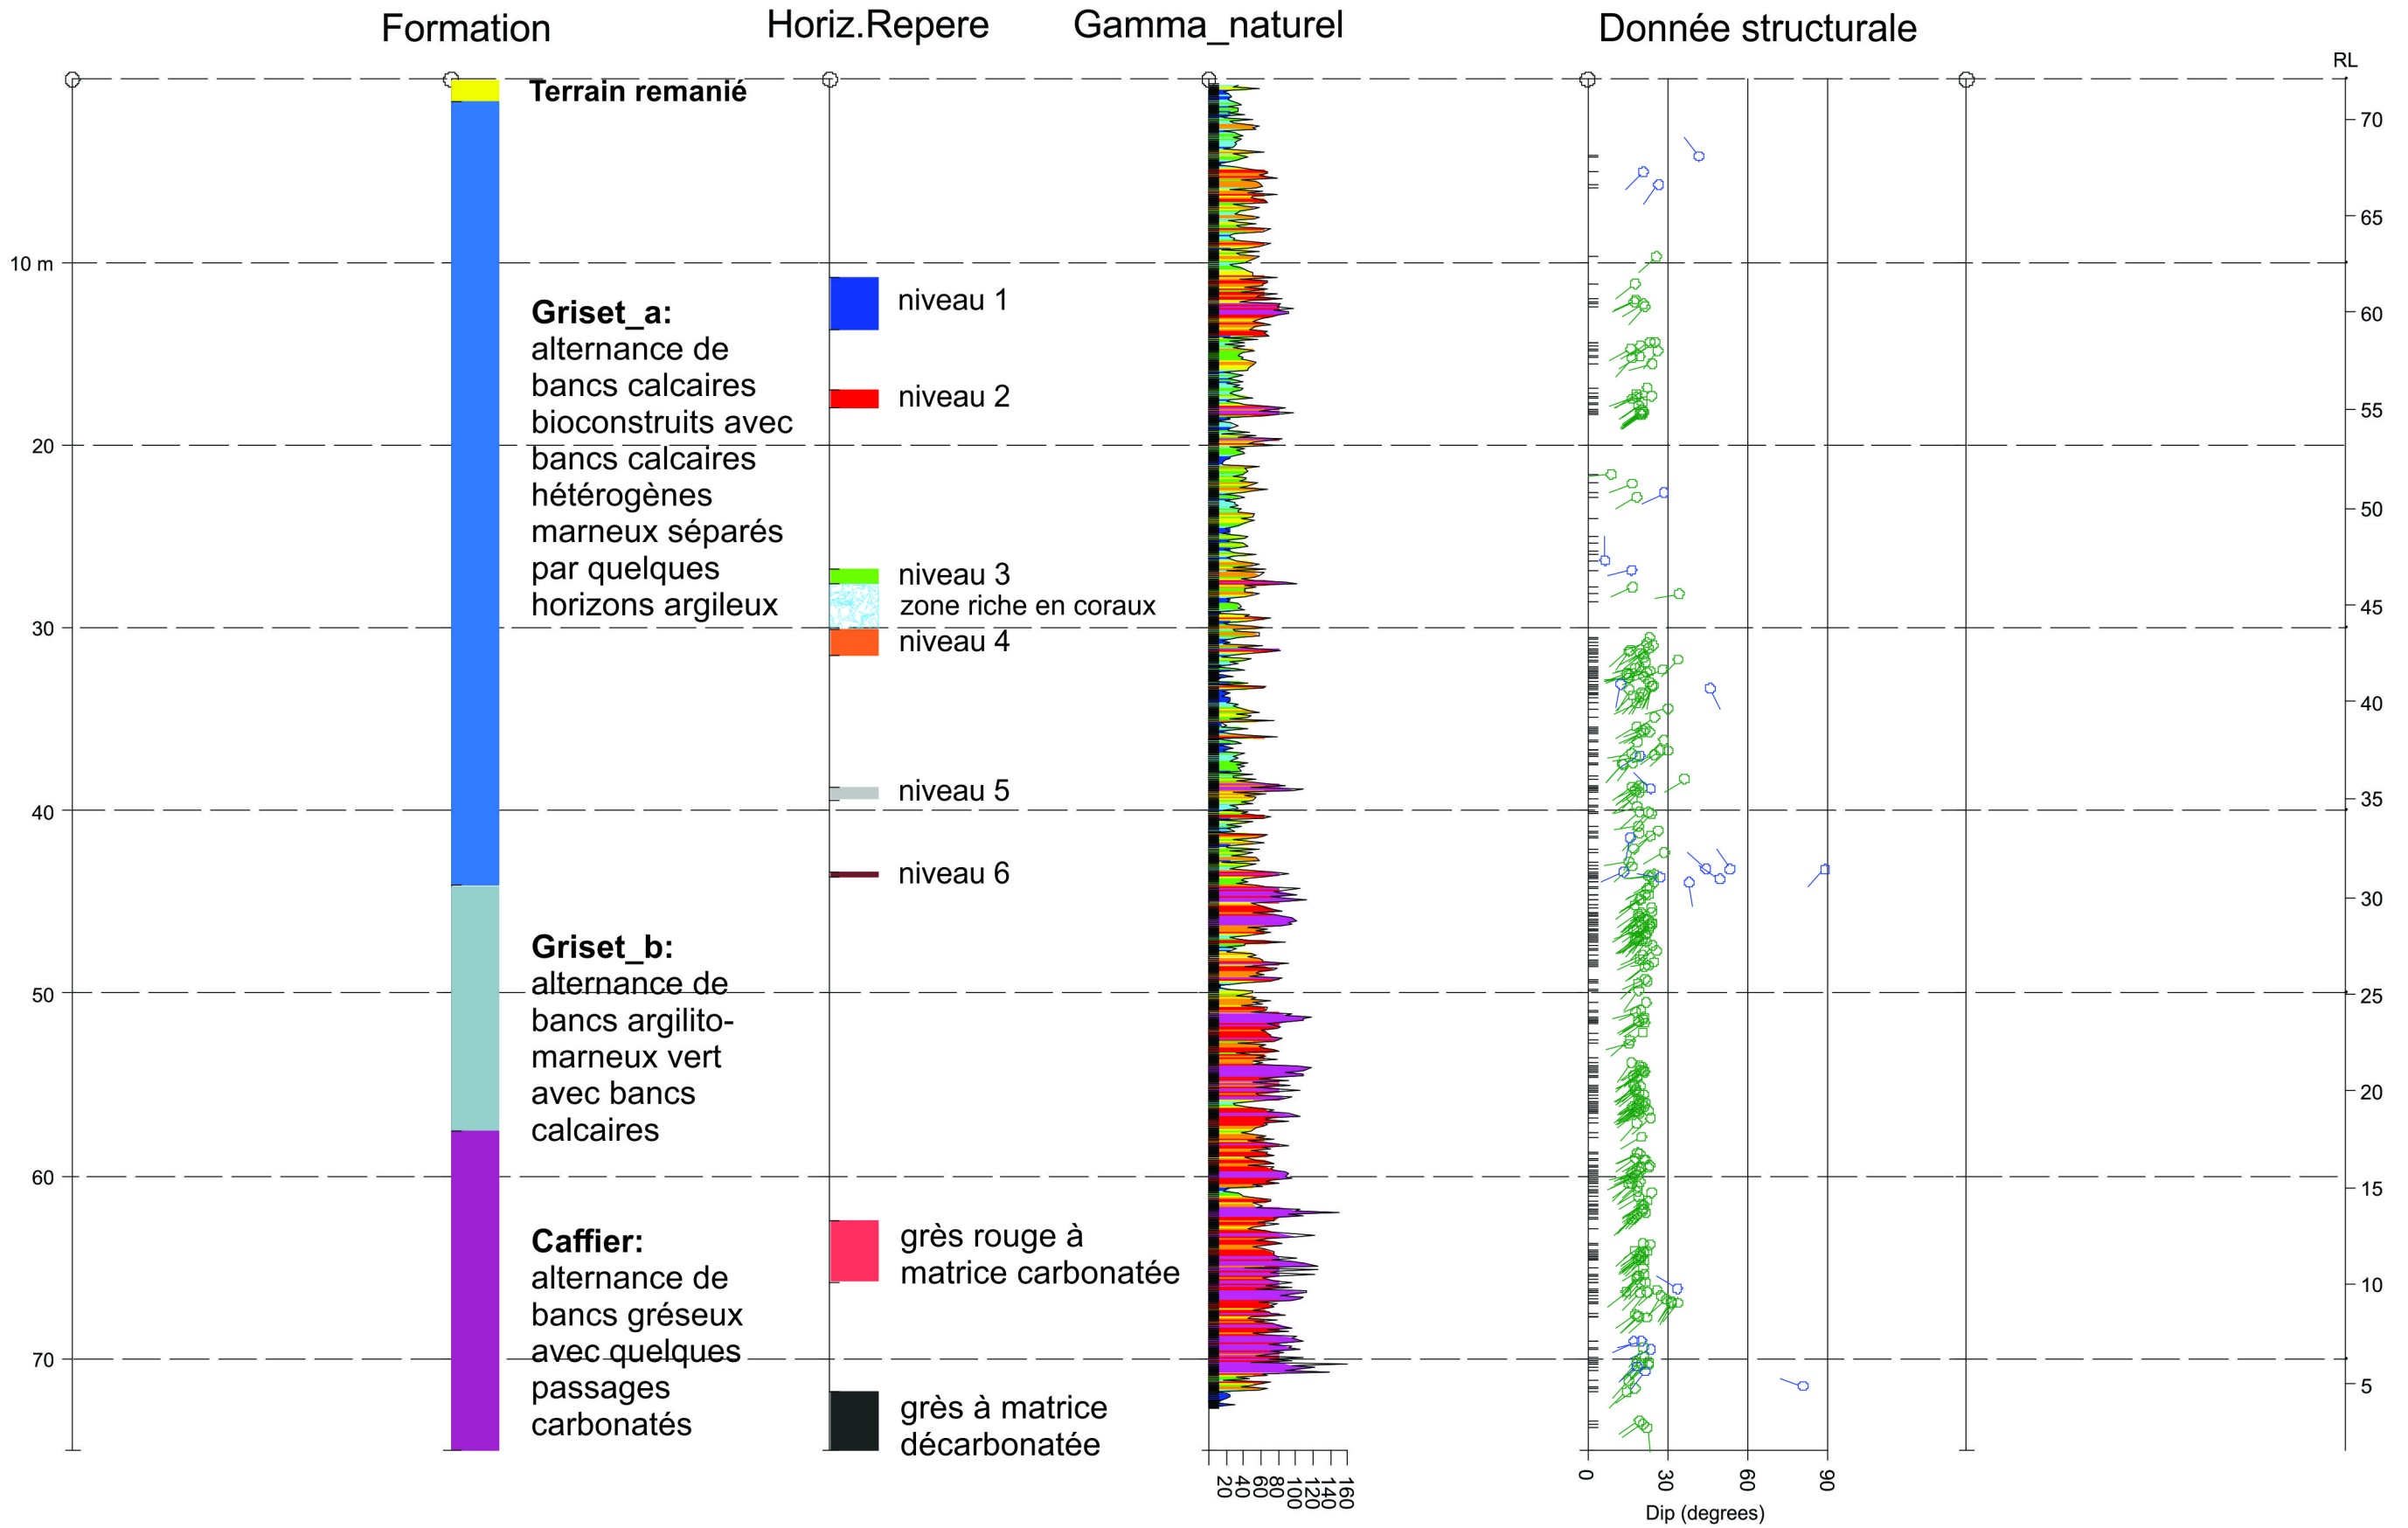 Formation
Horiz.Repere
Gamma_naturel
Donnée structurale
RL
Terrain remanié
70
65
10 m
Griset_a:
alternance de
bancs calcaires
bioconstruits avec
bancs calcaires
hétérogènes
marneux séparés
par quelques
horizons argileux
niveau 1
60
niveau 2
55
20
50
niveau 3
zone riche en coraux
45
30
niveau 4
40
niveau 5
35
40
niveau 6
30
Griset_b:
alternance de
bancs argilito-
marneux vert
avec bancs
calcaires
50
25
20
60
15
Caffier:
alternance de
bancs gréseux
avec quelques
passages
carbonatés
grès rouge à
matrice carbonatée
10
70
5
grès à matrice
décarbonatée
20
40
60
80
100
120
140
160
0
30
60
90
Dip (degrees)